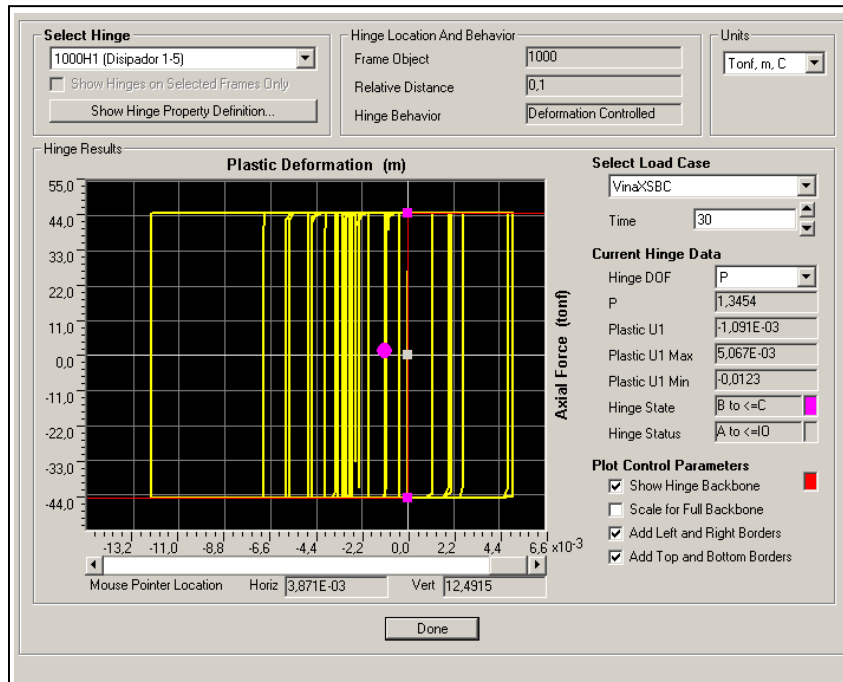 Select Hinge
1000H1 (Disipador 1-5)
Show Hinges on Selected Frames Only
Show Hinge Property Definition...
Hinge Location And Behavior
Frame Object 1000
Relative Distance 0,1
Hinge Behavior Deformation Controlled
Units
Tonf, m, C
Hinge Results
Plastic Deformation (m)
55,0
44,0
33,0
22,0
11,0
0,0
-11,0
-22,0
-33,0
-44,0
-13,2 -11,0 -8,8 -6,6 -4,4 -2,2 0,0 2,2 4,4 6,6 x10-3
Axial Force (tonf)
Mouse Pointer Location Horiz 3,871E-03 Vert 12,4915
Select Load Case
VinaXSBC
Time 30
Current Hinge Data
Hinge DOF P
P 1,3454
Plastic U1 -1,091E-03
Plastic U1 Max 5,067E-03
Plastic U1 Min -0,0123
Hinge State B to <=C
Hinge Status A to <=IO
Plot Control Parameters
Show Hinge Backbone
Scale for Full Backbone
Add Left and Right Borders
Add Top and Bottom Borders
Done